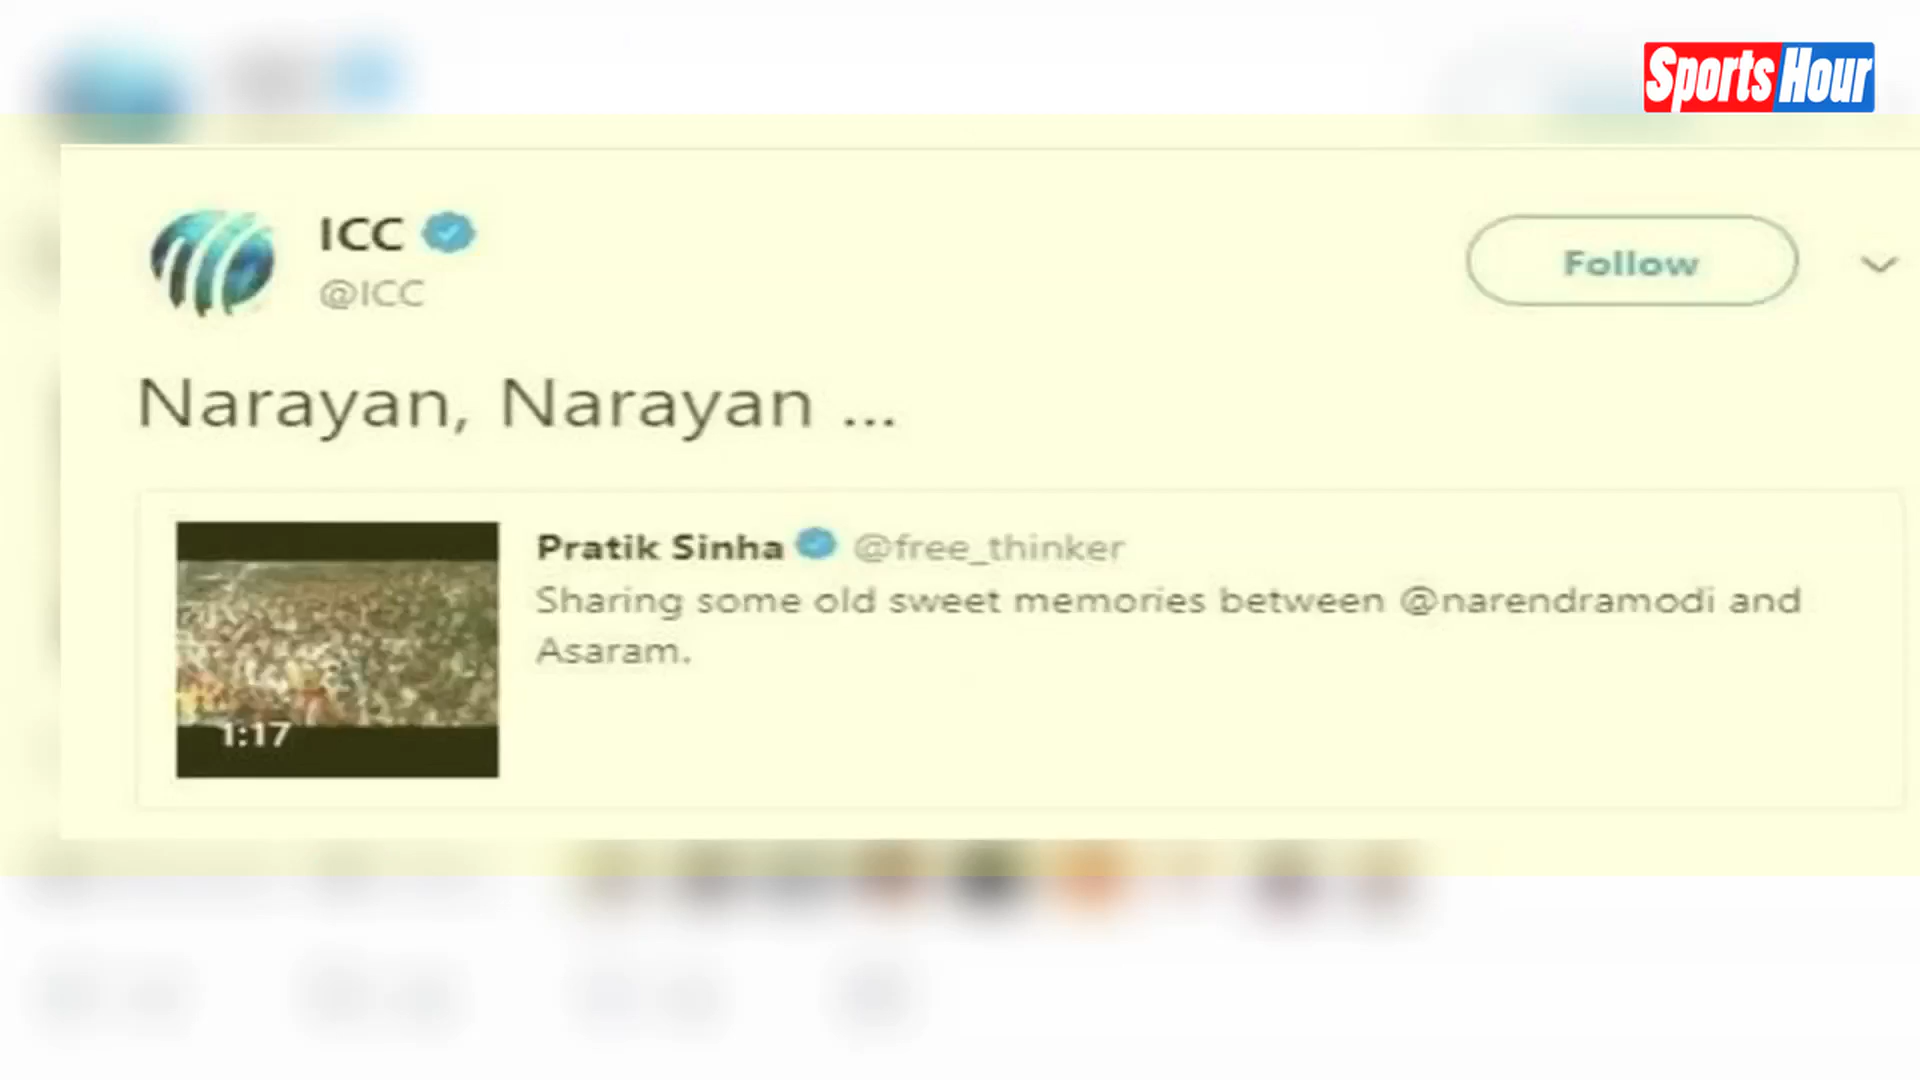 Sports Hour
ICC
@ICC
Follow
Narayan, Narayan ...
Pratik Sinha @free_thinker
Sharing some old sweet memories between @narendramodi and
Asaram.
1:17